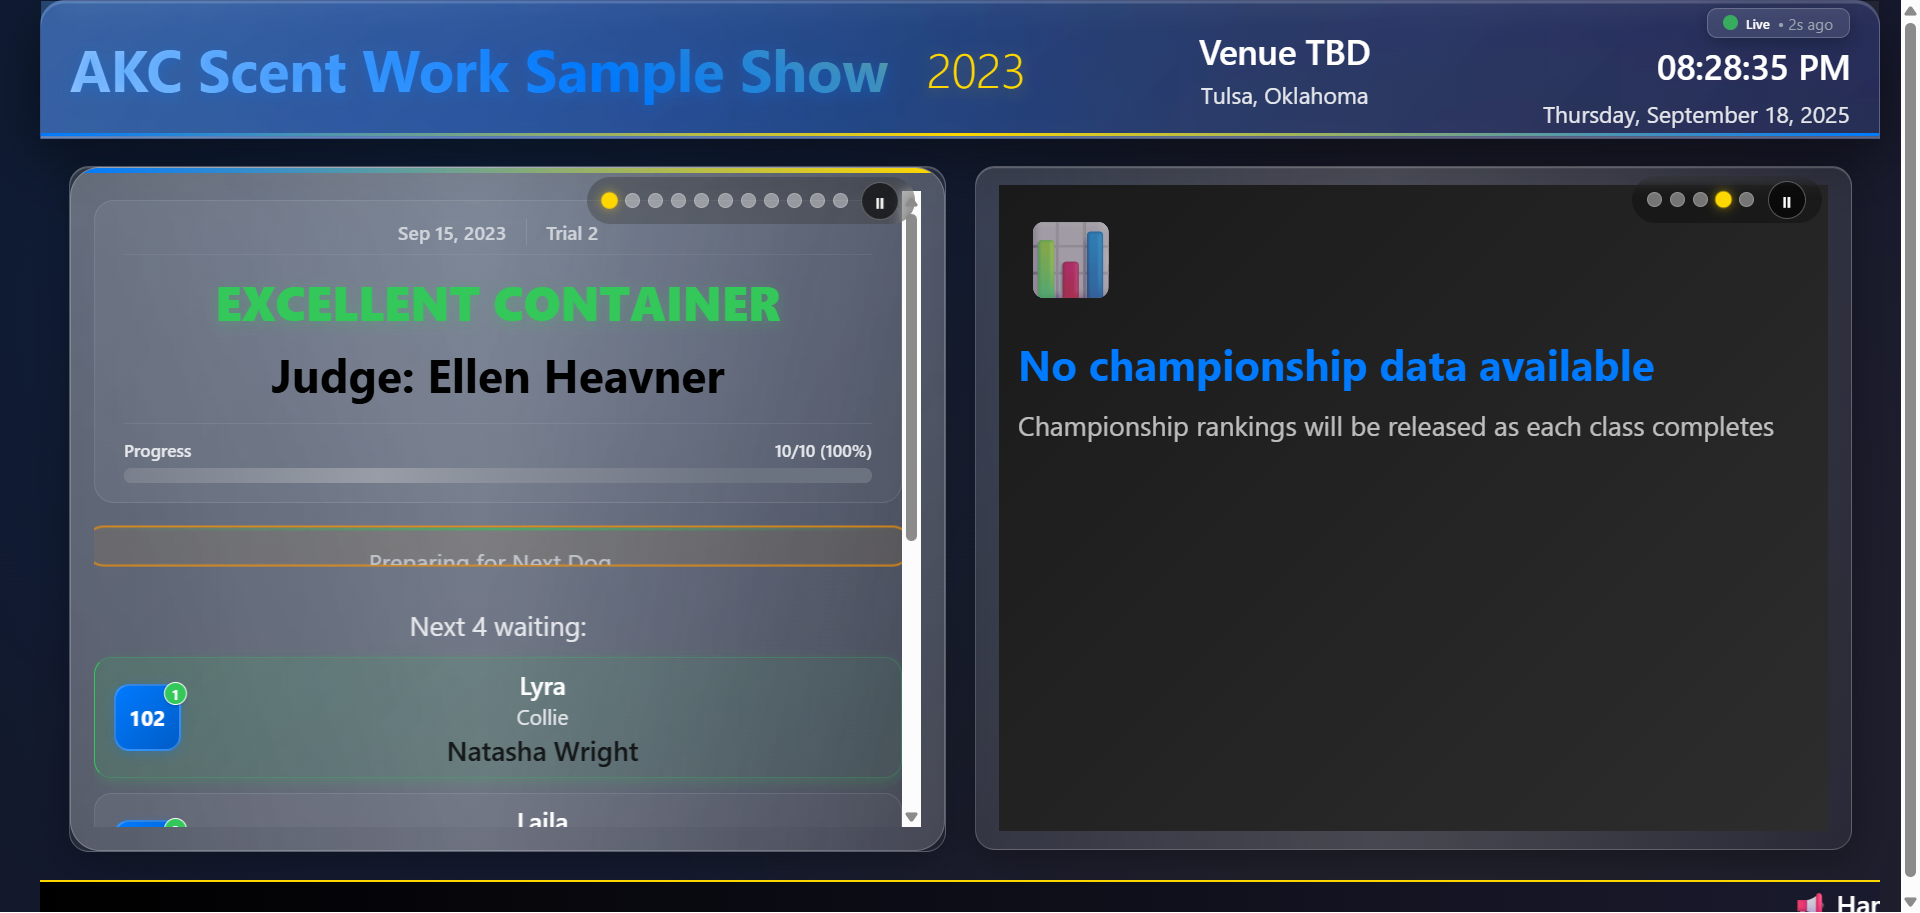 AKC Scent Work Sample Show 2023
Venue TBD
Tulsa, Oklahoma
Live • 2s ago
08:28:35 PM
Thursday, September 18, 2025
Sep 15, 2023
Trial 2
EXCELLENT CONTAINER
Judge: Ellen Heavner
Progress
10/10 (100%)
Preparing for Next Dog
Next 4 waiting:
102
1
Lyra
Collie
Natasha Wright
Laila
No championship data available
Championship rankings will be released as each class completes
Har